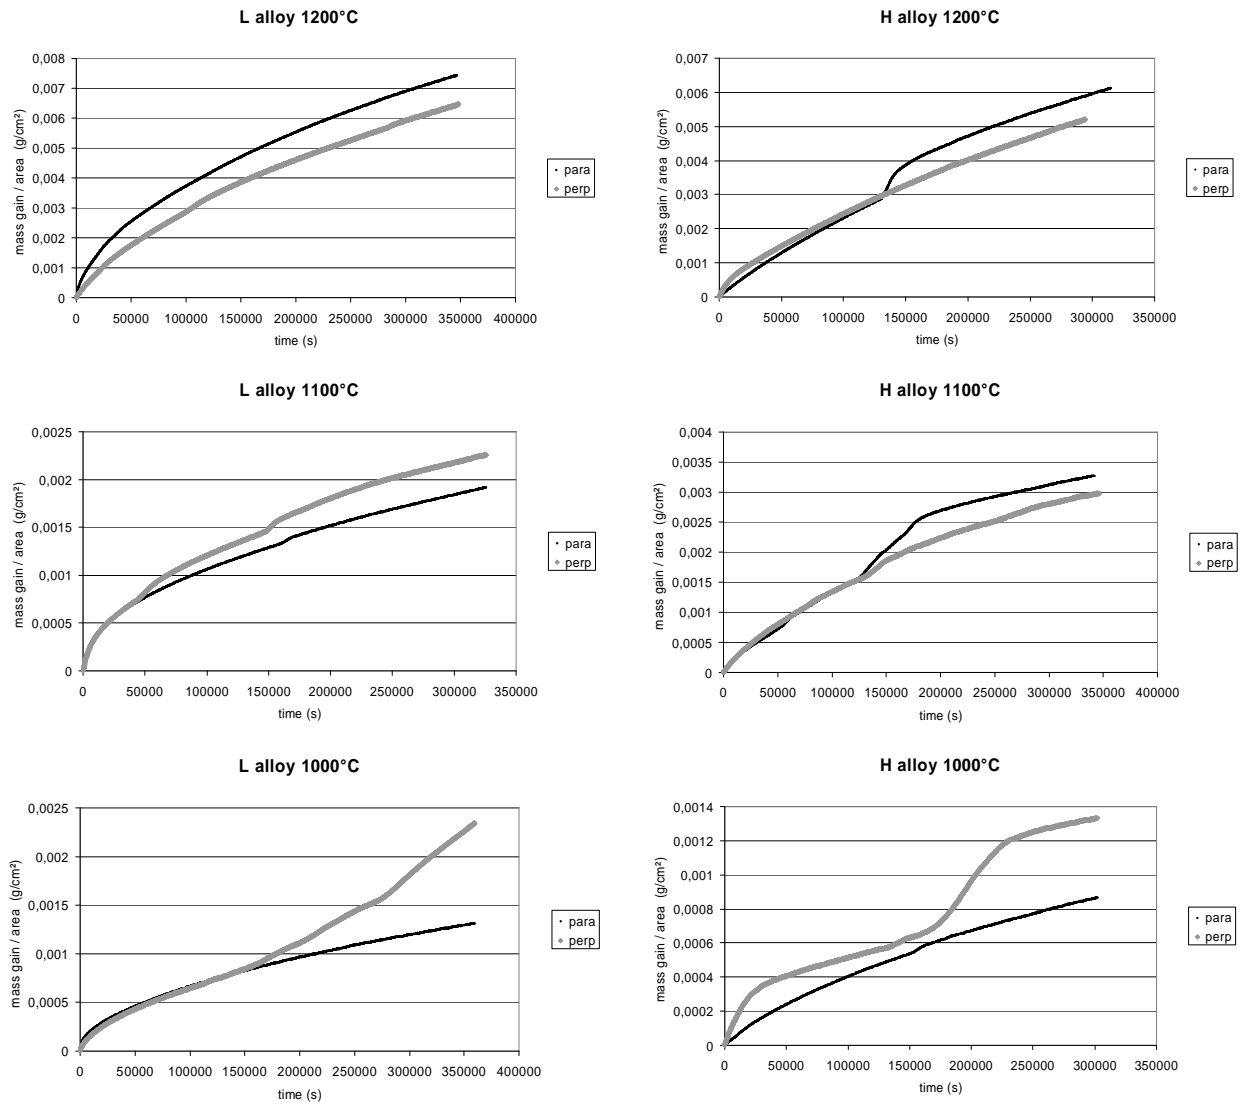 L alloy 1200°C
mass gain / area (g/cm²)
0,008
0,007
0,006
0,005
0,004
0,003
0,002
0,001
0
0 50000 100000 150000 200000 250000 300000 350000 400000
time (s)
para
perp
H alloy 1200°C
mass gain / area (g/cm²)
0,007
0,006
0,005
0,004
0,003
0,002
0,001
0
0 50000 100000 150000 200000 250000 300000 350000
time (s)
para
perp
L alloy 1100°C
mass gain / area (g/cm²)
0,0025
0,002
0,0015
0,001
0,0005
0
0 50000 100000 150000 200000 250000 300000 350000
time (s)
para
perp
H alloy 1100°C
mass gain / area (g/cm²)
0,004
0,0035
0,003
0,0025
0,002
0,0015
0,001
0,0005
0
0 50000 100000 150000 200000 250000 300000 350000 400000
time (s)
para
perp
L alloy 1000°C
mass gain / area (g/cm²)
0,0025
0,002
0,0015
0,001
0,0005
0
0 50000 100000 150000 200000 250000 300000 350000 400000
time (s)
para
perp
H alloy 1000°C
mass gain / area (g/cm²)
0,0014
0,0012
0,001
0,0008
0,0006
0,0004
0,0002
0
0 50000 100000 150000 200000 250000 300000 350000
time (s)
para
perp